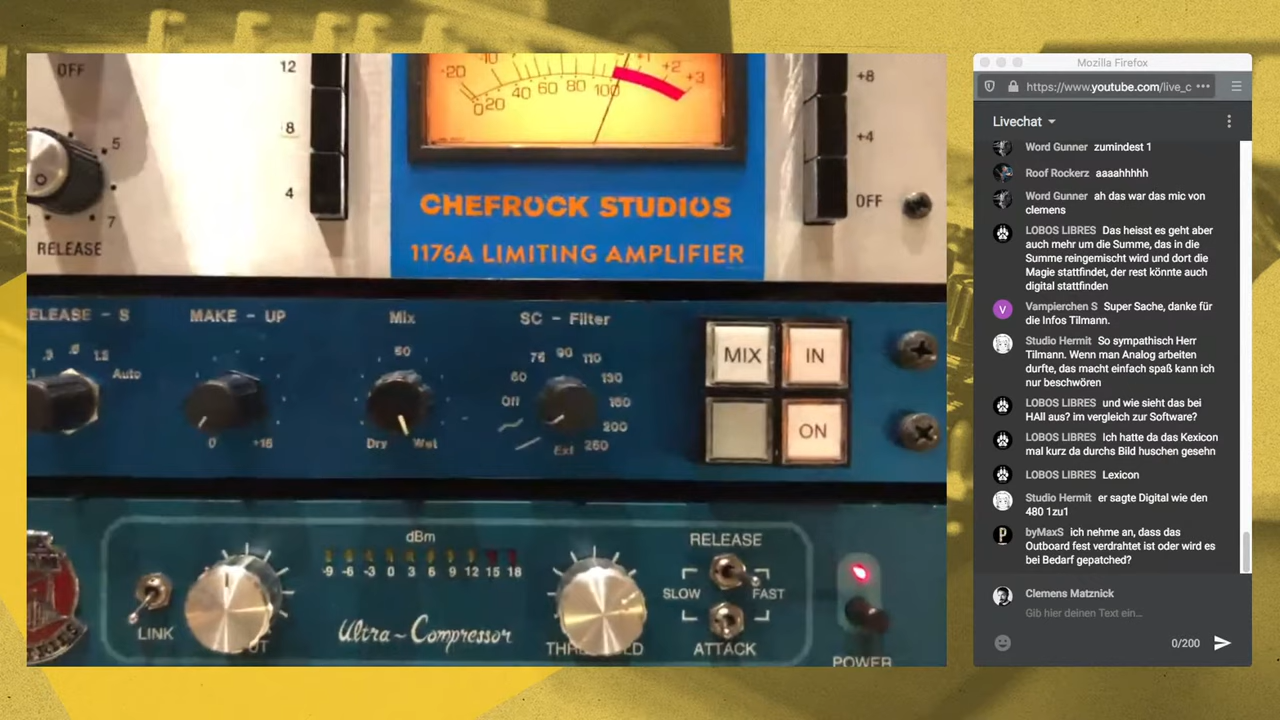 OFF
12
8
4
5
7
RELEASE
-20
-10
+1
+2
+3
0
20
40
60
80
100
+8
+4
OFF
CHEFROCK STUDIOS
1176A LIMITING AMPLIFIER
ELEASE - S
MAKE - UP
Mix
SC - Filter
.1
.3
.6
1.2
Auto
0
+15
50
Dry
Wet
Off
60
75
90
110
130
160
200
260
Ext
MIX
IN
ON
dBm
-9 -6 -3 0 3 6 9 12 15 18
LINK
UT
Ultra-Compressor
RELEASE
SLOW
FAST
ATTACK
POWER
Mozilla Firefox
https://www.youtube.com/live_c
Livechat
Word Gunner zumindest 1
Roof Rockerz aaaahhhhh
Word Gunner ah das war das mic von
clemens
LOBOS LIBRES Das heisst es geht aber
auch mehr um die Summe, das in die
Summe reingemischt wird und dort die
Magie stattfindet, der rest könnte auch
digital stattfinden
V
Vampierchen S Super Sache, danke für
die Infos Tilmann.
Studio Hermit So sympathisch Herr
Tilmann. Wenn man Analog arbeiten
durfte, das macht einfach spaß kann ich
nur beschwören
LOBOS LIBRES und wie sieht das bei
HAll aus? im vergleich zur Software?
LOBOS LIBRES Ich hatte da das Kexicon
mal kurz da durchs Bild huschen gesehn
LOBOS LIBRES Lexicon
Studio Hermit er sagte Digital wie den
480 1zu1
P
byMaxS ich nehme an, dass das
Outboard fest verdrahtet ist oder wird es
bei Bedarf gepatched?
Clemens Matznick
Gib hier deinen Text ein...
0/200